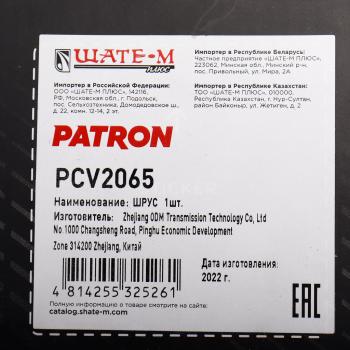 ШАТЕ-М
ПЛЮС
Импортер в Российской Федерации:
ООО «ШАТЕ-М ПЛЮС», 142116,
РФ, Московская обл., г. Подольск,
пос. Сельхозтехника, Домодедовское ш.,
д. 22, комн. 12-14, 2 эт.
Импортер в Республике Беларусь:
Частное предприятие «ШАТЕ-М ПЛЮС»,
223062, Минская обл., Минский р-н,
пос. Привольный, ул. Мира, 2А
Импортер в Республике Казахстан:
ТОО «ШАТЕ-М ПЛЮС», 010000,
Республика Казахстан, г. Нур-Султан,
район Байконыр, ул. Жетиген, д. 2
PATRON
PCV2065
Наименование: ШРУС 1шт.
Изготовитель: Zhejiang ODM Transmission Technology Co, Ltd
No 1000 Changsheng Road, Pinghu Economic Development
Zone 314200 Zhejiang, Китай
4 814255 325261
Дата
изготовления:
2022 г.
EAC
Полную информацию о товаре смотрите на сайте:
catalog.shate-m.com